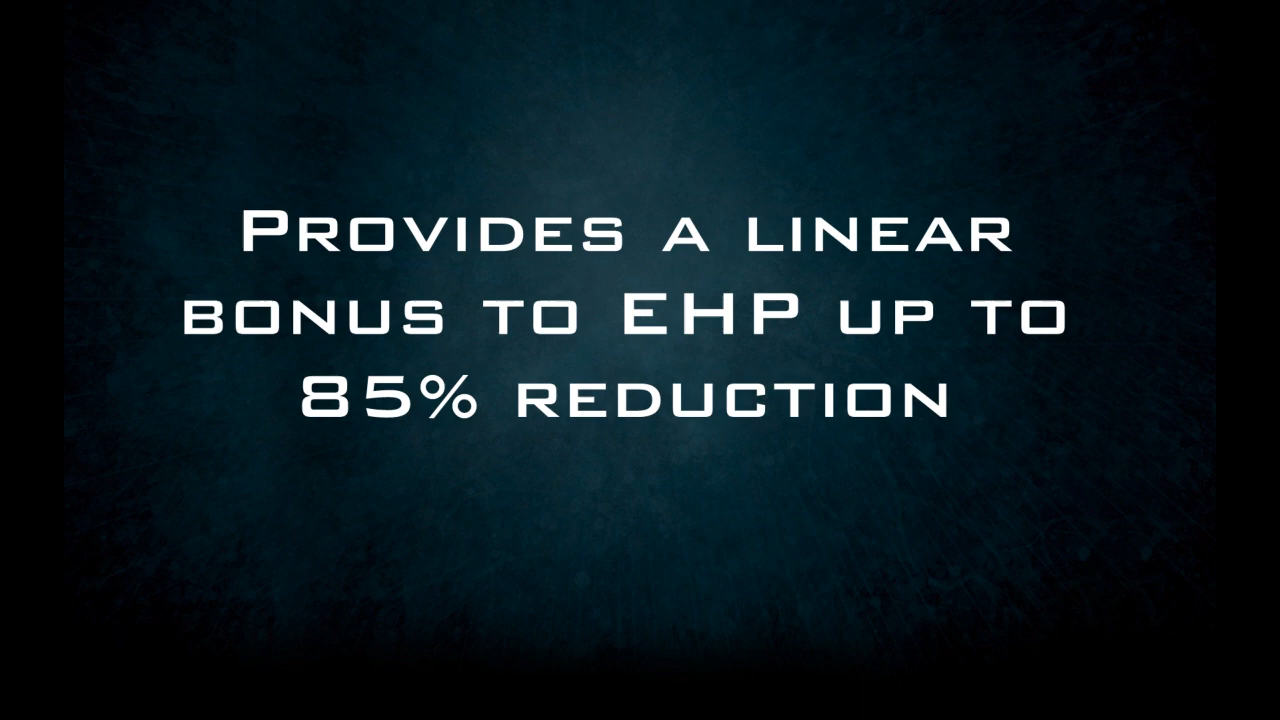 Provides a linear
bonus to EHP up to
85% reduction